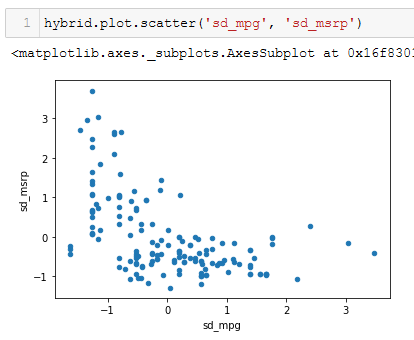 1 hybrid.plot.scatter('sd_mpg', 'sd_msrp')
<matplotlib.axes._subplots.AxesSubplot at 0x16f8301
3
2
sd_msrp
1
0
−1
−1 0 1 2 3
sd_mpg